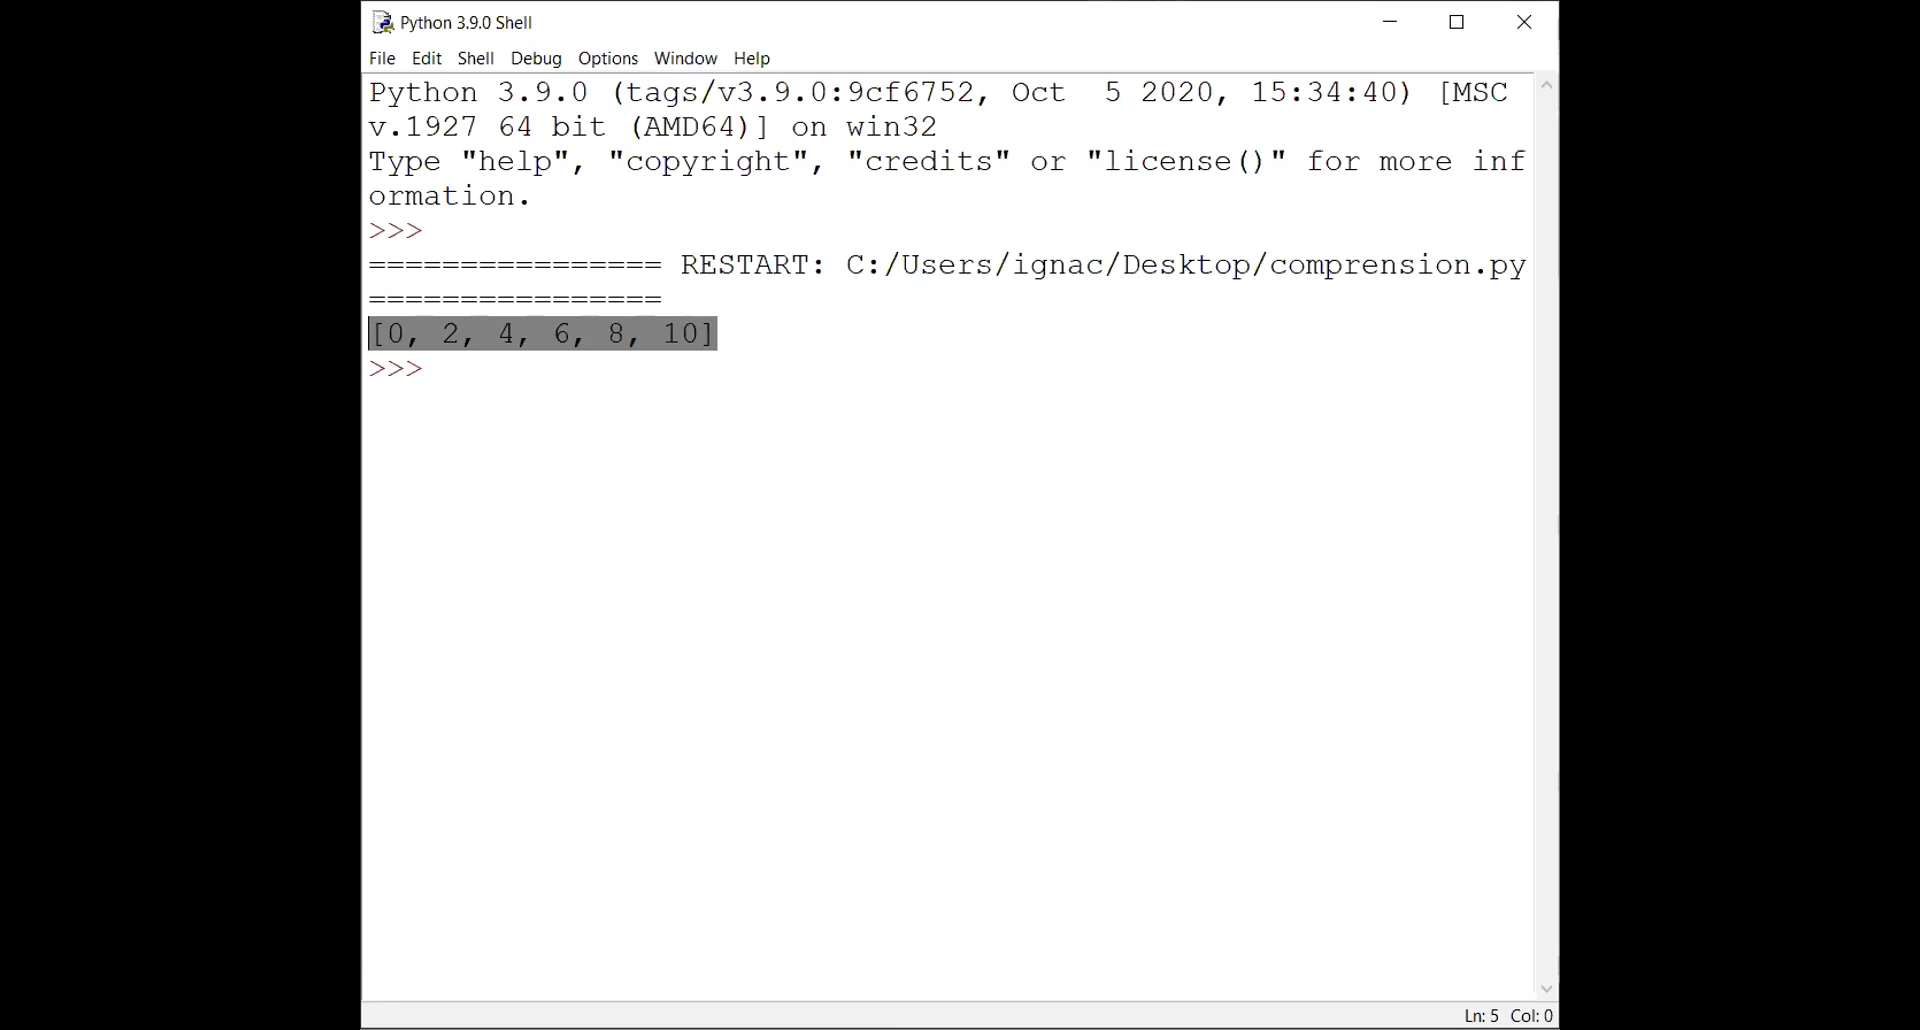 Python 3.9.0 Shell
File Edit Shell Debug Options Window Help
Python 3.9.0 (tags/v3.9.0:9cf6752, Oct  5 2020, 15:34:40) [MSC
v.1927 64 bit (AMD64)] on win32
Type "help", "copyright", "credits" or "license()" for more inf
ormation.
>>>
================ RESTART: C:/Users/ignac/Desktop/comprension.py
================
[0, 2, 4, 6, 8, 10]
>>>
Ln: 5 Col: 0